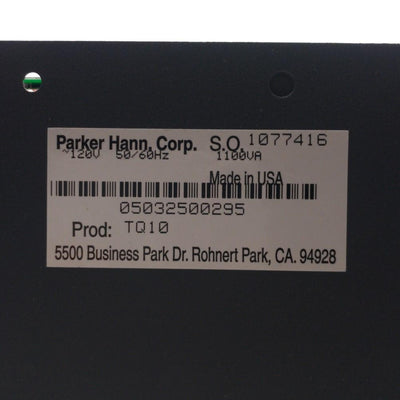 Parker Hann. Corp. S.O. 1077416
~120V 50/60Hz 1100VA
Made in USA
05032500295
Prod: TQ10
5500 Business Park Dr. Rohnert Park, CA. 94928